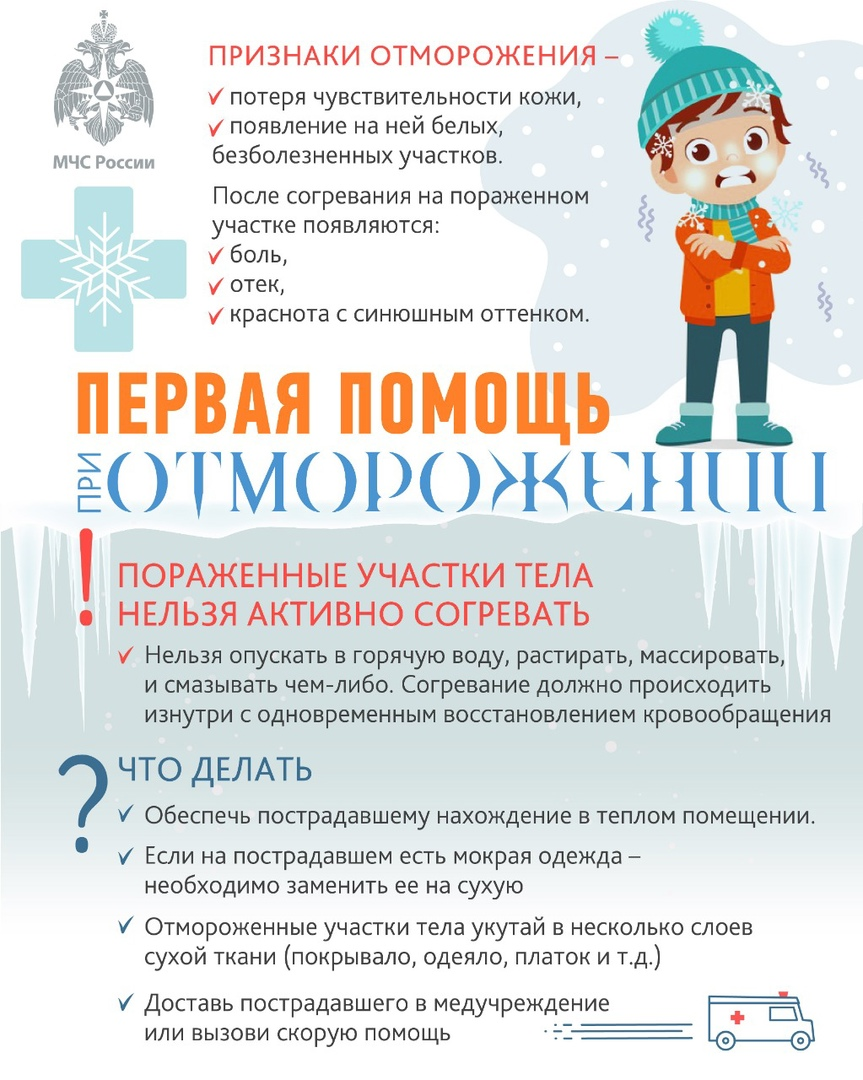 МЧС России
ПРИЗНАКИ ОТМОРОЖЕНИЯ –
потеря чувствительности кожи,
появление на ней белых,
безболезненных участков.
После согревания на пораженном
участке появляются:
боль,
отек,
краснота с синюшным оттенком.
ПЕРВАЯ ПОМОЩЬ
ПРИ ОТМОРОЖЕНИИ
! ПОРАЖЕННЫЕ УЧАСТКИ ТЕЛА
НЕЛЬЗЯ АКТИВНО СОГРЕВАТЬ
Нельзя опускать в горячую воду, растирать, массировать,
и смазывать чем-либо. Согревание должно происходить
изнутри с одновременным восстановлением кровообращения
? ЧТО ДЕЛАТЬ
Обеспечь пострадавшему нахождение в теплом помещении.
Если на пострадавшем есть мокрая одежда –
необходимо заменить ее на сухую
Отмороженные участки тела укутай в несколько слоев
сухой ткани (покрывало, одеяло, платок и т.д.)
Доставь пострадавшего в медучреждение
или вызови скорую помощь